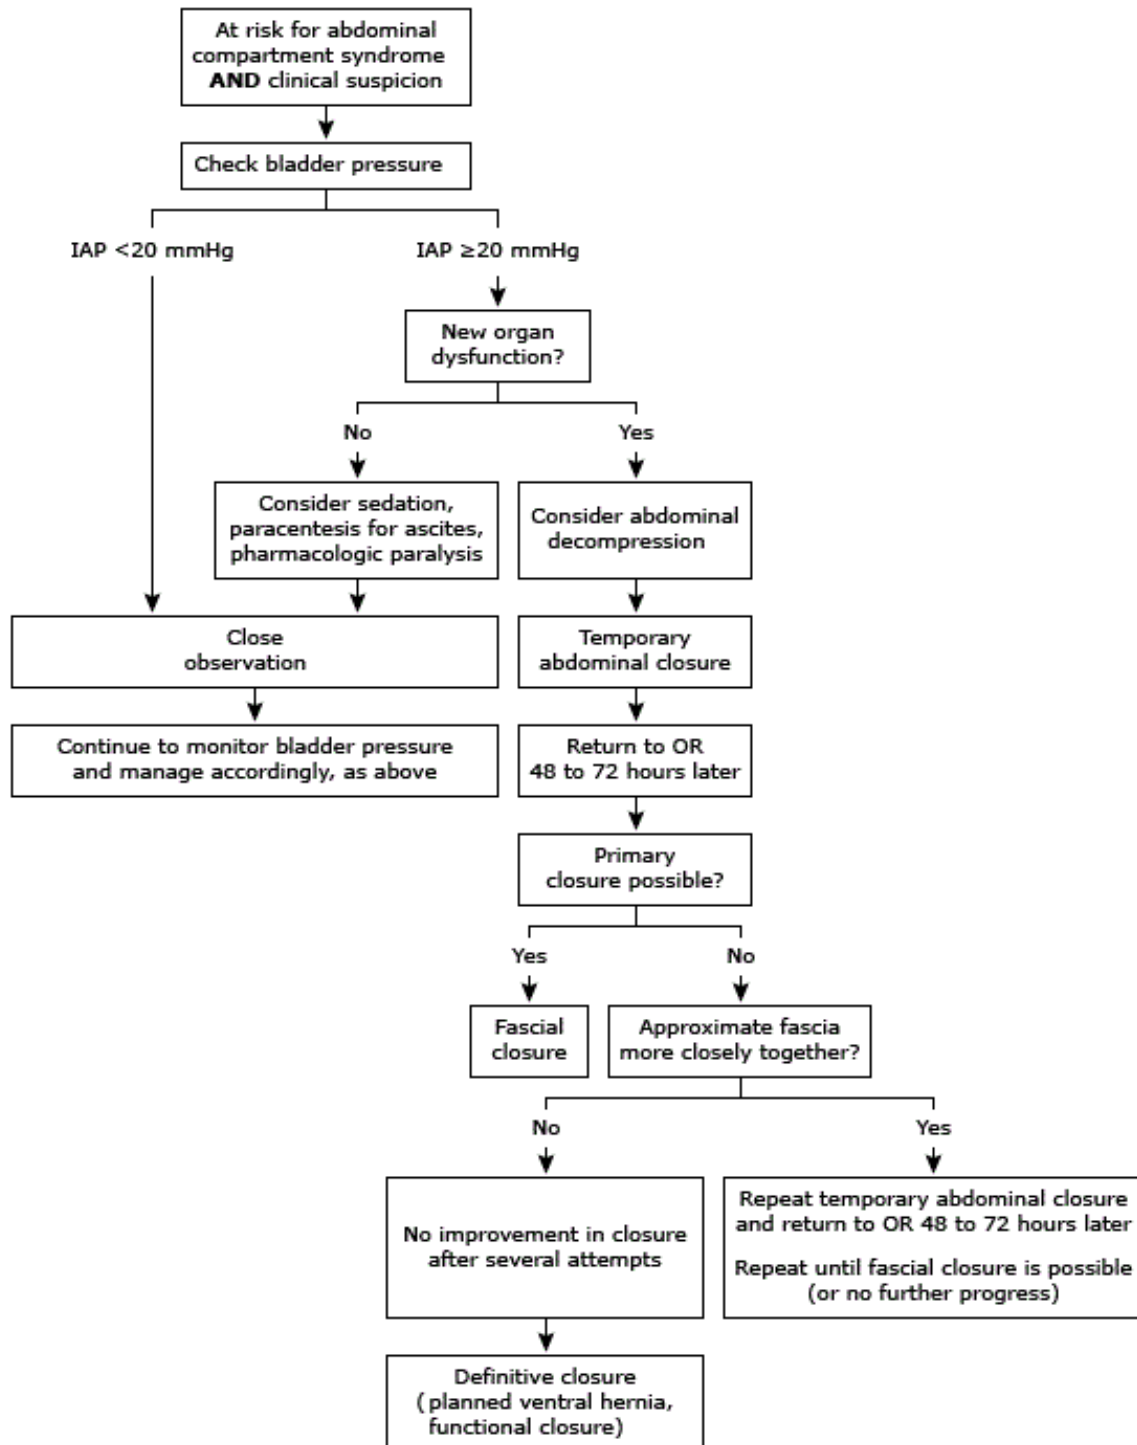 At risk for abdominal
compartment syndrome
AND clinical suspicion
Check bladder pressure
IAP <20 mmHg
IAP ≥20 mmHg
New organ
dysfunction?
No
Yes
Consider sedation,
paracentesis for ascites,
pharmacologic paralysis
Consider abdominal
decompression
Close
observation
Temporary
abdominal closure
Continue to monitor bladder pressure
and manage accordingly, as above
Return to OR
48 to 72 hours later
Primary
closure possible?
Yes
No
Fascial
closure
Approximate fascia
more closely together?
No
Yes
No improvement in closure
after several attempts
Repeat temporary abdominal closure
and return to OR 48 to 72 hours later
Repeat until fascial closure is possible
(or no further progress)
Definitive closure
(planned ventral hernia,
functional closure)